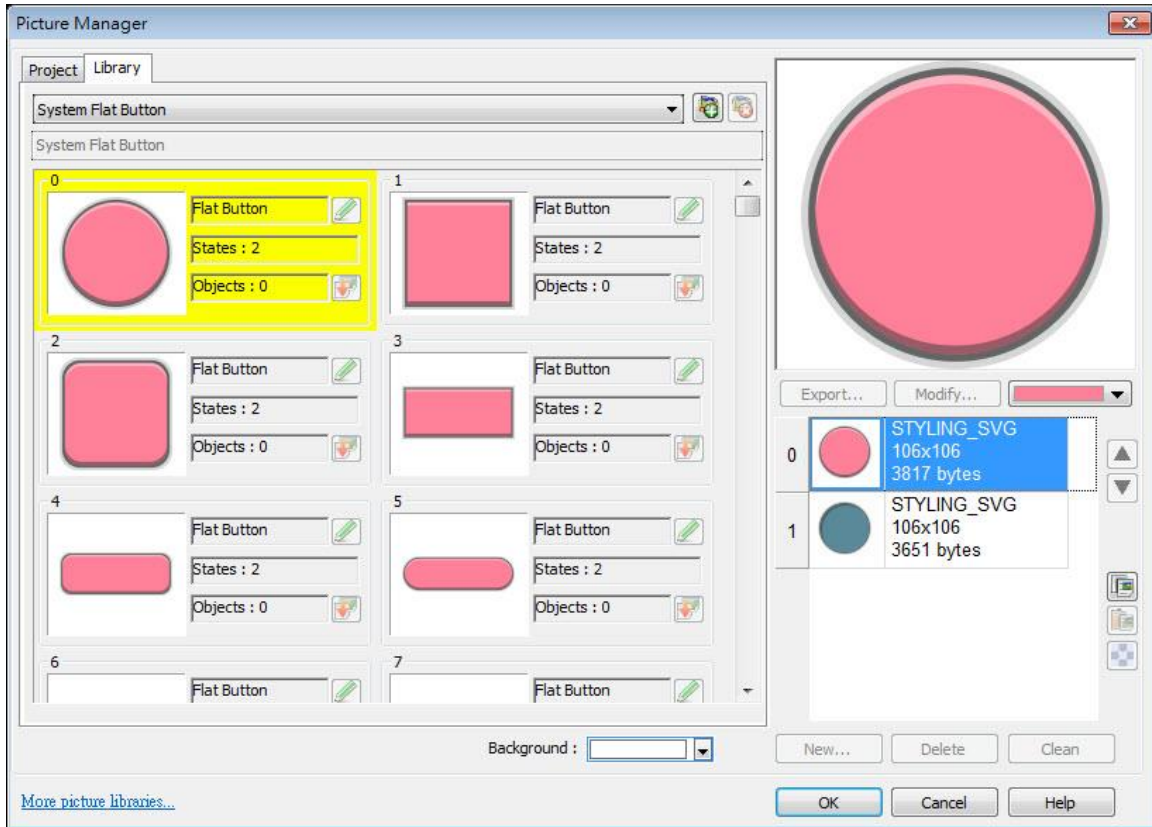 Picture Manager
Project
Library
System Flat Button
System Flat Button
0
Flat Button
States : 2
Objects : 0
1
Flat Button
States : 2
Objects : 0
2
Flat Button
States : 2
Objects : 0
3
Flat Button
States : 2
Objects : 0
4
Flat Button
States : 2
Objects : 0
5
Flat Button
States : 2
Objects : 0
6
Flat Button
7
Flat Button
Background :
Export...
Modify...
0
STYLING_SVG
106x106
3817 bytes
1
STYLING_SVG
106x106
3651 bytes
New...
Delete
Clean
More picture libraries...
OK
Cancel
Help